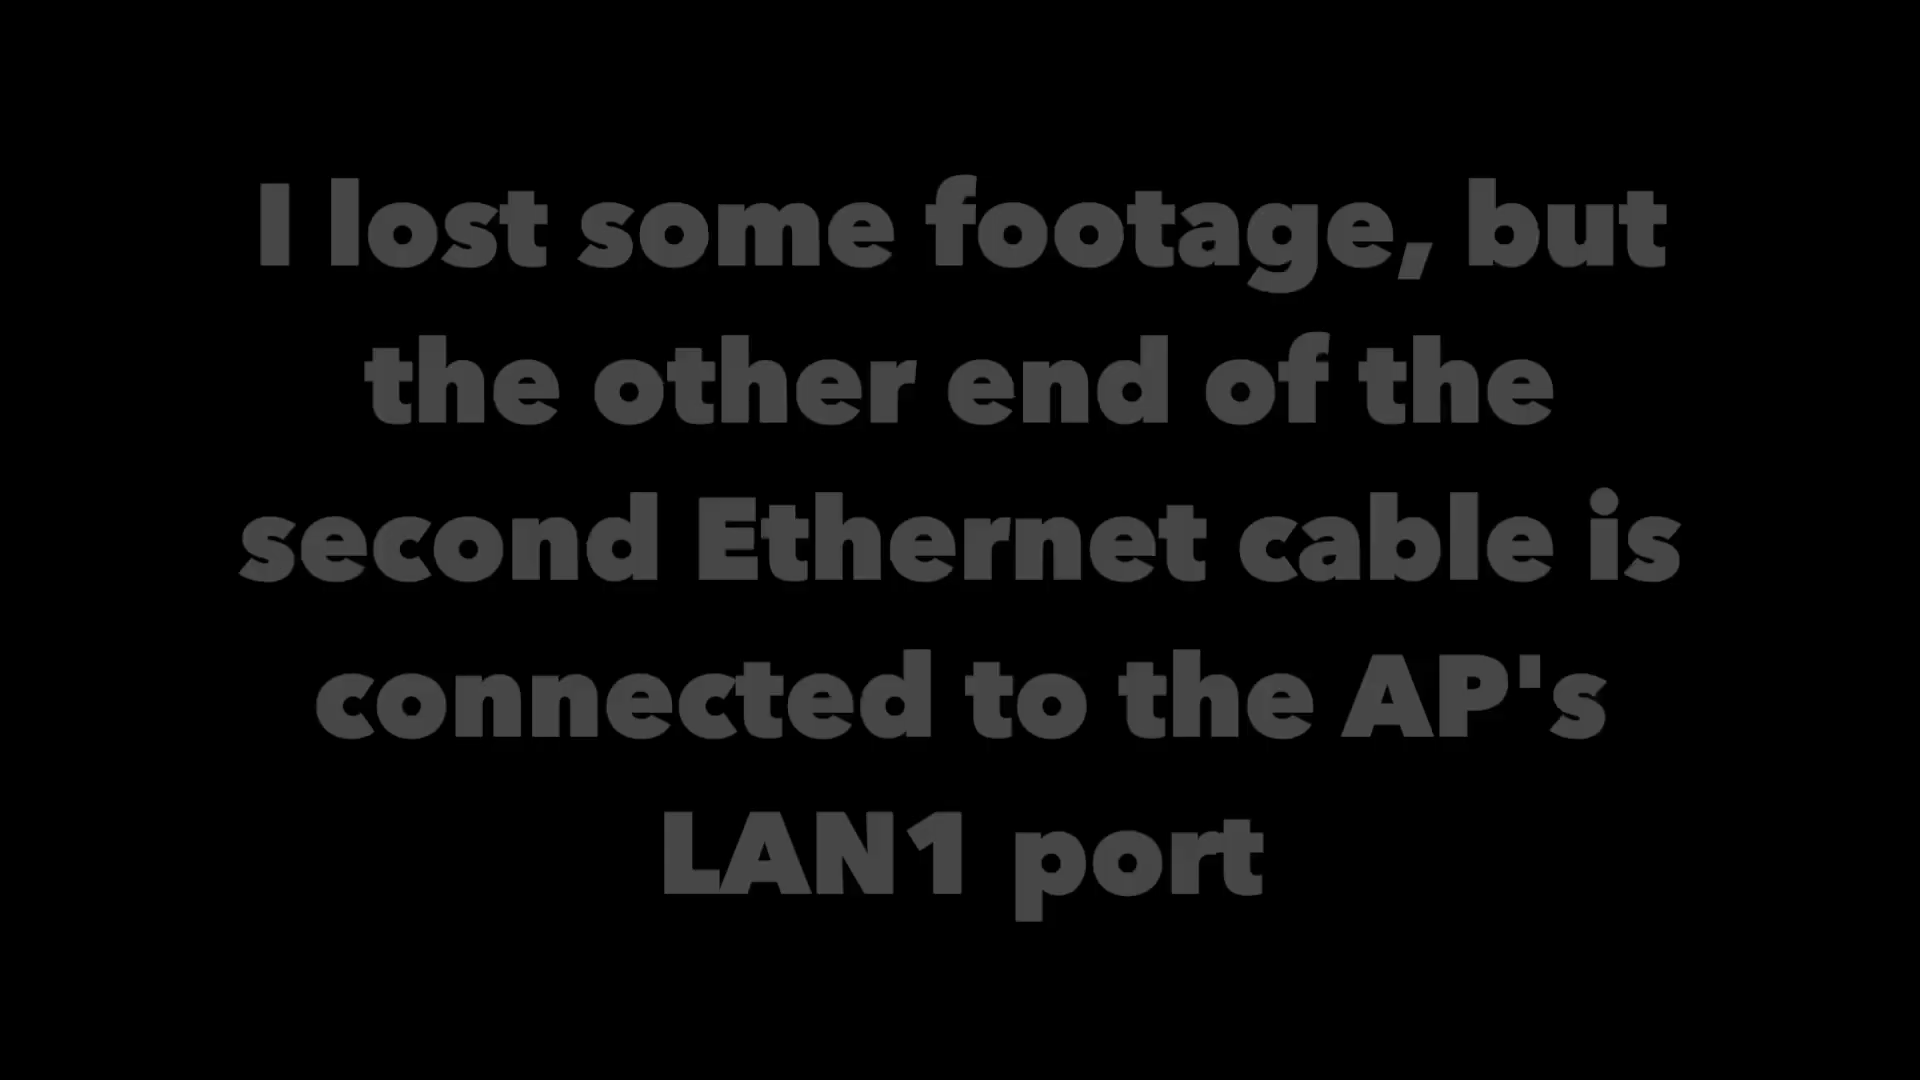 I lost some footage, but
the other end of the
second Ethernet cable is
connected to the AP's
LAN1 port